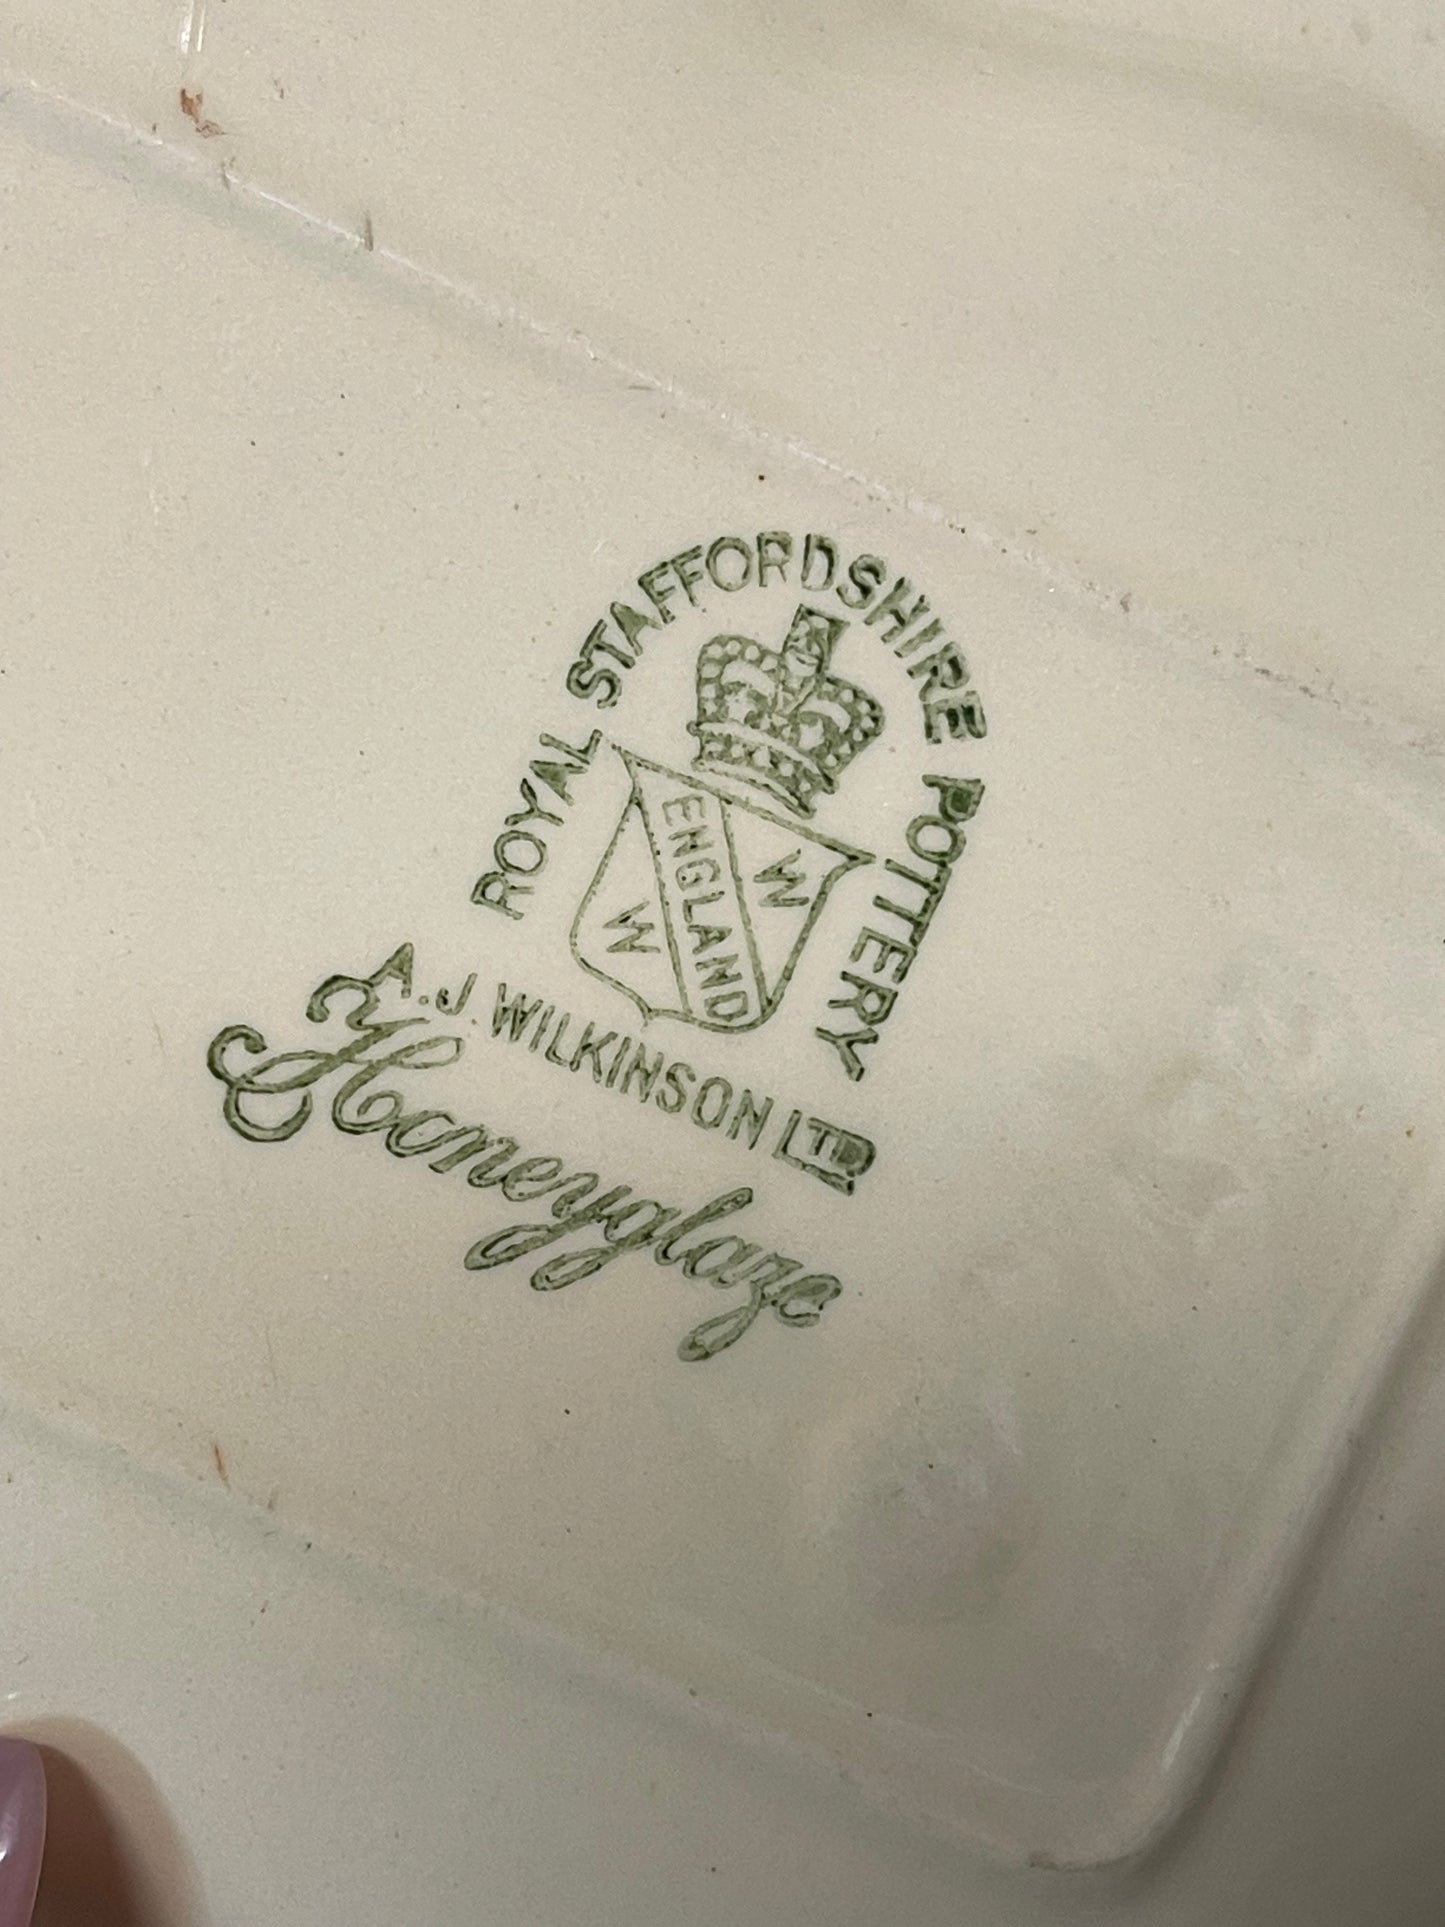 ROYAL STAFFORDSHIRE POTTERY
W ENGLAND W
A.J WILKINSON LTD
Honeyglaze